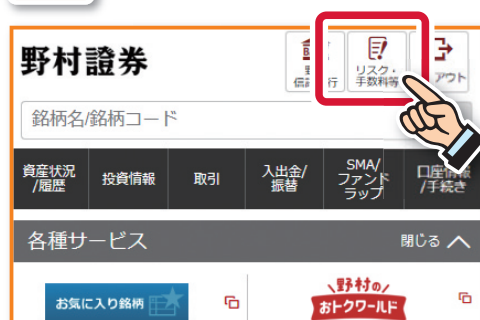 野村證券
リスク・
手数料等
銘柄名/銘柄コード
資産状況
/履歴
投資情報
取引
入出金/
振替
SMA/
ファンド
ラップ
口座情報
/手続き
各種サービス
閉じる
お気に入り銘柄
野村の
おトクワールド